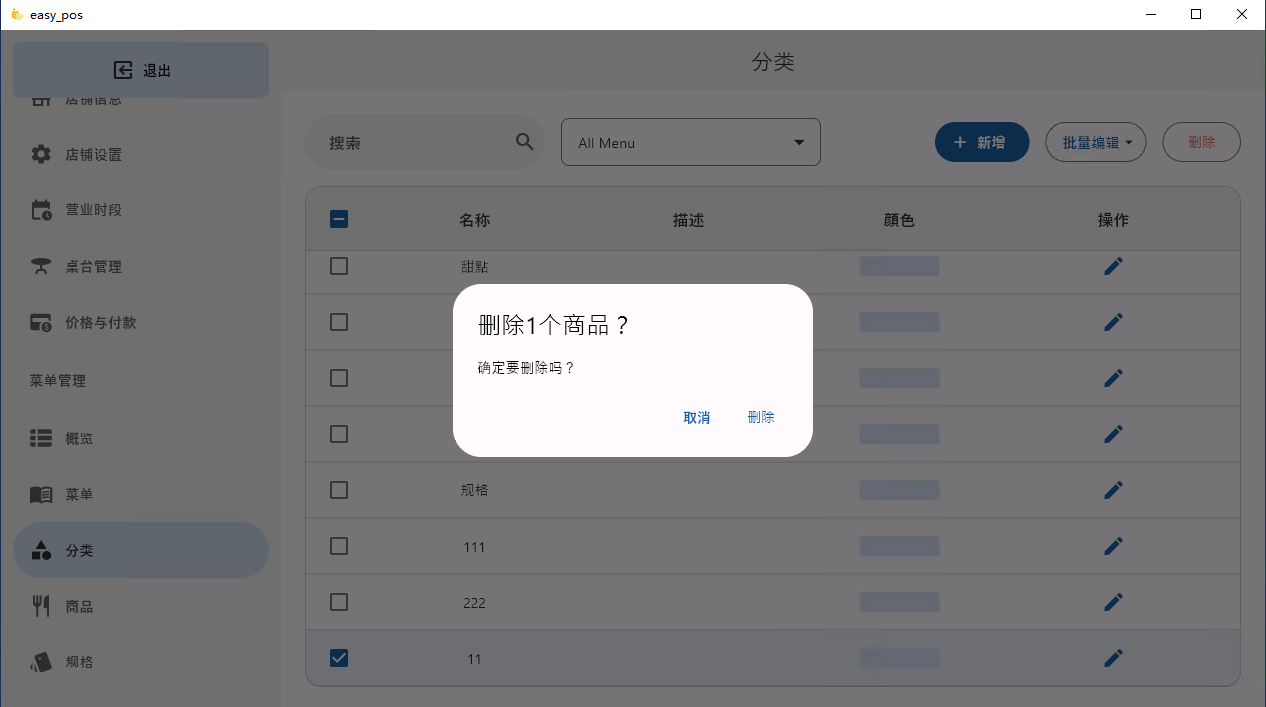 easy_pos
退出
分类
店铺信息
店铺设置
营业时段
桌台管理
价格与付款
菜单管理
概览
菜单
分类
商品
规格
搜索
All Menu
新增
批量编辑
删除
名称 描述 顏色 操作
甜點
规格
111
222
11
删除1个商品？
确定要删除吗？
取消 删除